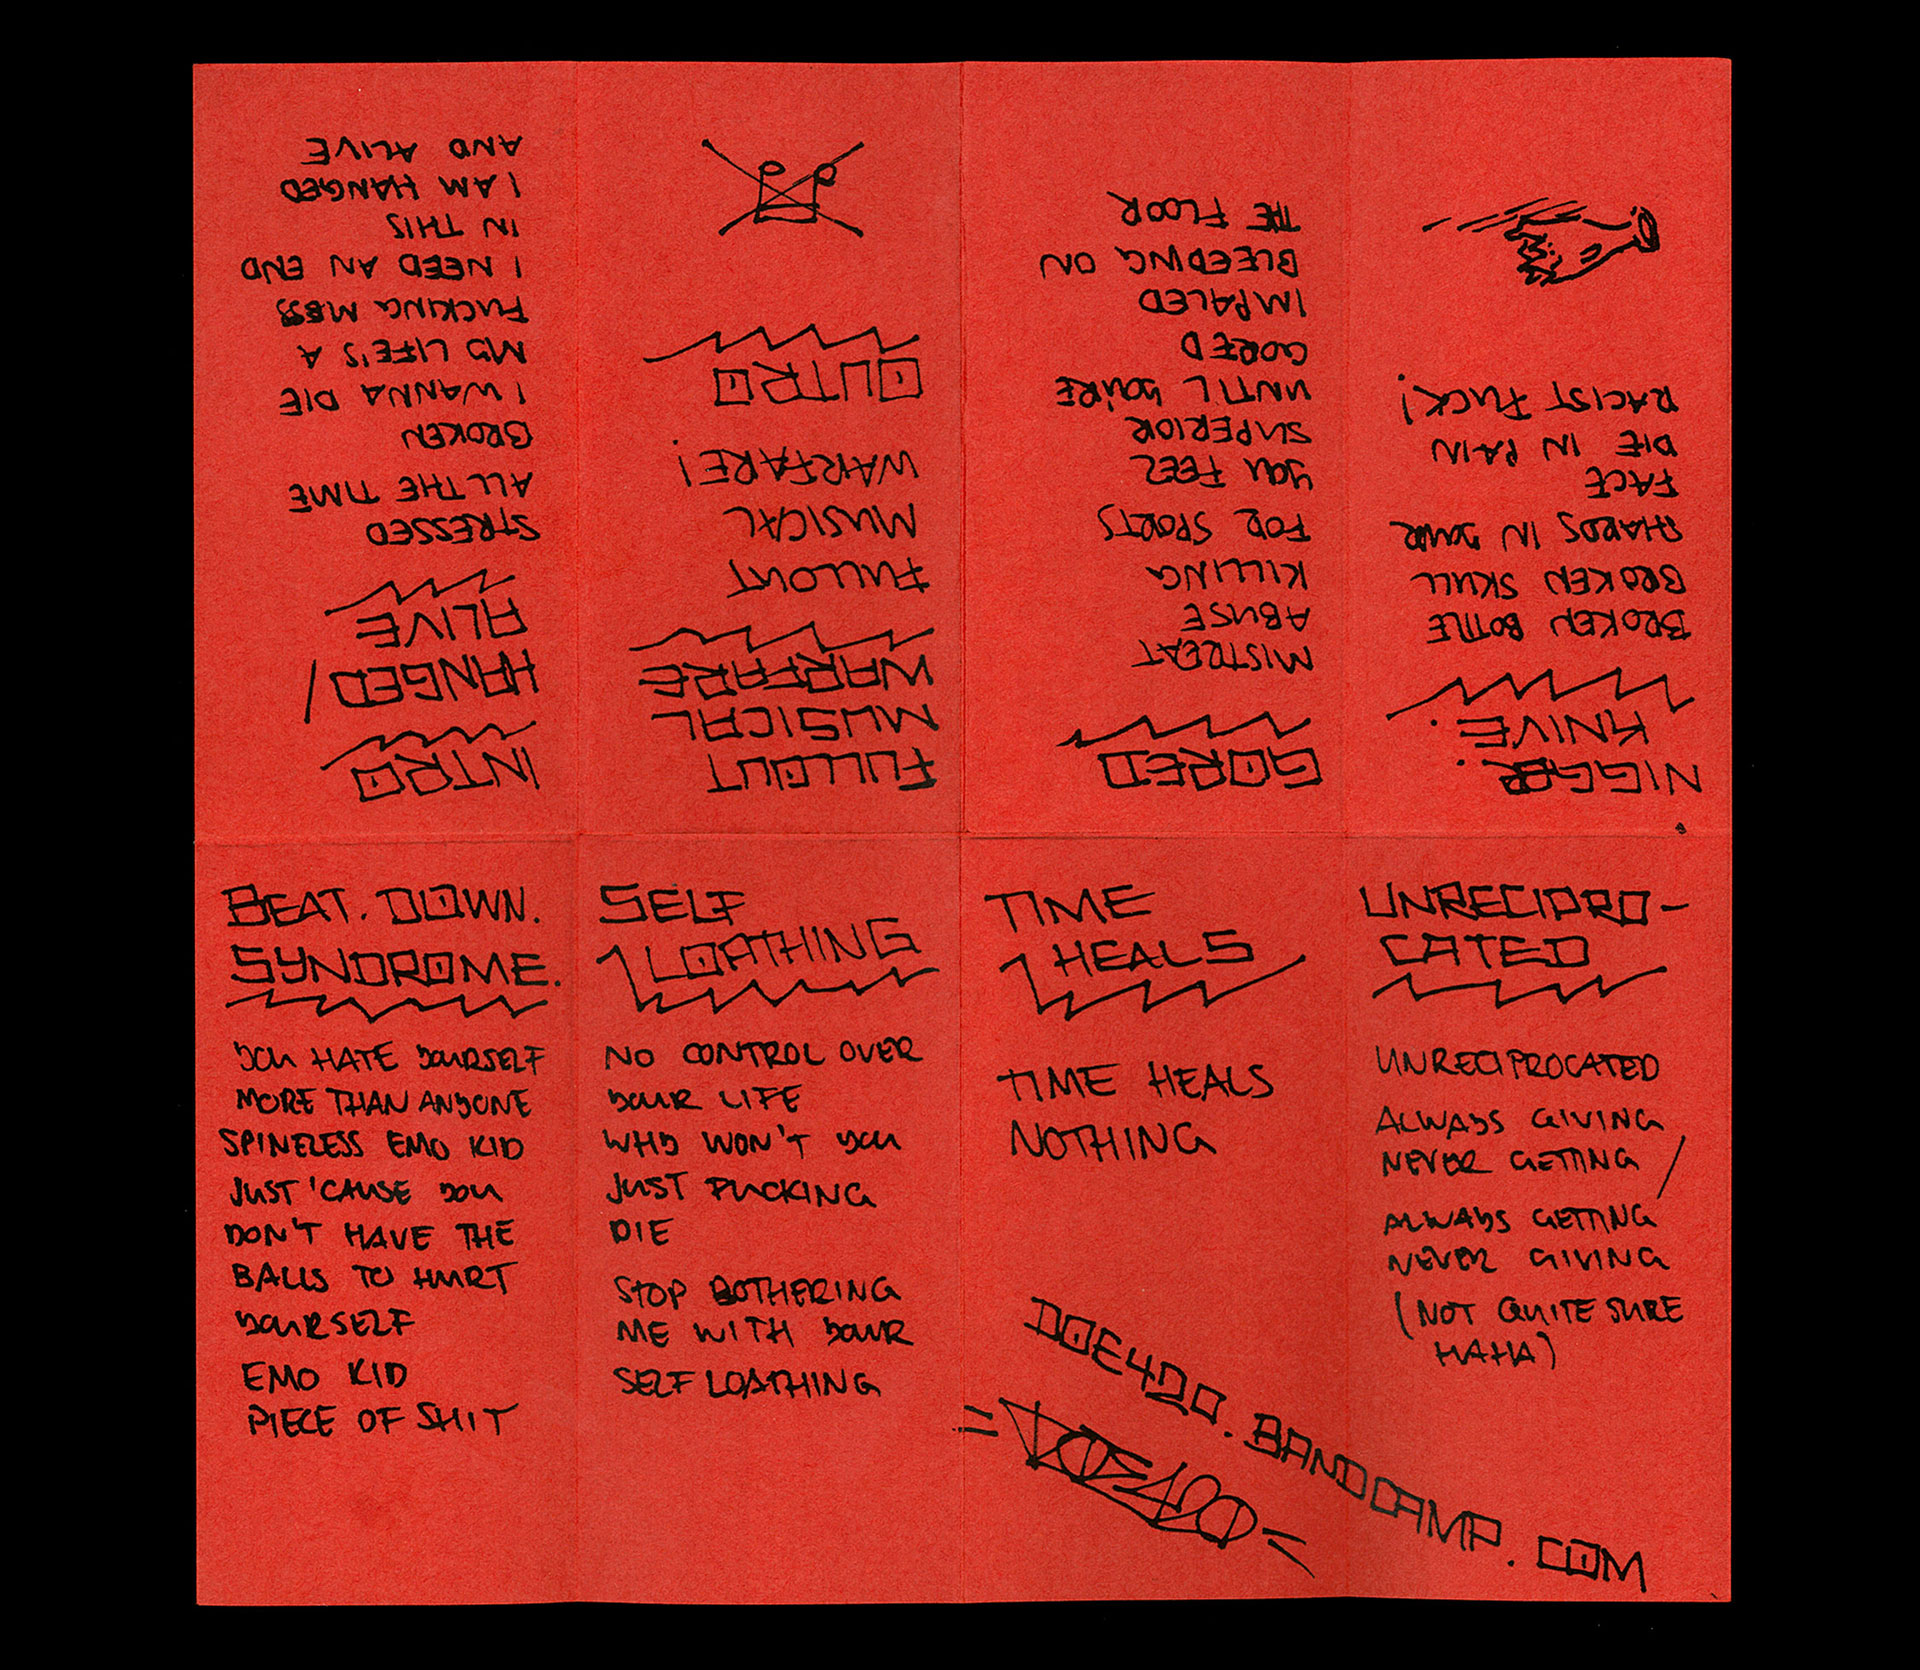 INTRO
HANGED/
ALIVE
STRESSED
ALL THE TIME
BROKEN
I WANNA DIE
MY LIFE'S A
FUCKING MESS
I NEED AN END
IN THIS
I AM HANGED
AND ALIVE
FULLOUT
MUSICAL
WARFARE
FULLOUT
MUSICAL
WARFARE!
OUTRO
GORED
MISTREAT
ABUSE
KILLING
FOR SPORTS
YOU FEEL
SUPERIOR
UNTIL YOU'RE
GORED
IMPALED
BLEEDING ON
THE FLOOR
KNIVE.
BROKEN BOTTLE
BROKEN SKULL
SHARDS IN YOUR
FACE
DIE IN PAIN
RACIST FUCK!
BEAT. DOWN.
SYNDROME.
YOU HATE YOURSELF
MORE THAN ANYONE
SPINELESS EMO KID
JUST 'CAUSE YOU
DON'T HAVE THE
BALLS TO HURT
YOURSELF
EMO KID
PIECE OF SHIT
SELF
LOATHING
NO CONTROL OVER
YOUR LIFE
WHY WON'T YOU
JUST FUCKING
DIE
STOP BOTHERING
ME WITH YOUR
SELF LOATHING
TIME
HEALS
TIME HEALS
NOTHING
UNRECIPRO-
CATED
UNRECIPROCATED
ALWAYS GIVING
NEVER GETTING /
ALWAYS GETTING
NEVER GIVING
(NOT QUITE SURE
HAHA)
DOE420.BANDCAMP.COM
=DOE420=